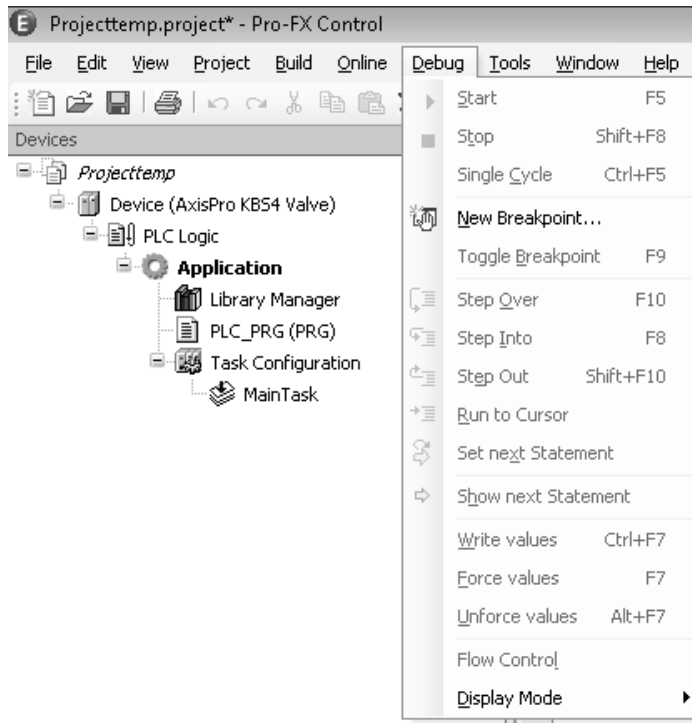 Projecttemp.project* - Pro-FX Control
File Edit View Project Build Online Debug Tools Window Help
Devices
Projecttemp
Device (AxisPro KBS4 Valve)
PLC Logic
Application
Library Manager
PLC_PRG (PRG)
Task Configuration
MainTask
Start F5
Stop Shift+F8
Single Cycle Ctrl+F5
New Breakpoint...
Toggle Breakpoint F9
Step Over F10
Step Into F8
Step Out Shift+F10
Run to Cursor
Set next Statement
Show next Statement
Write values Ctrl+F7
Force values F7
Unforce values Alt+F7
Flow Control
Display Mode